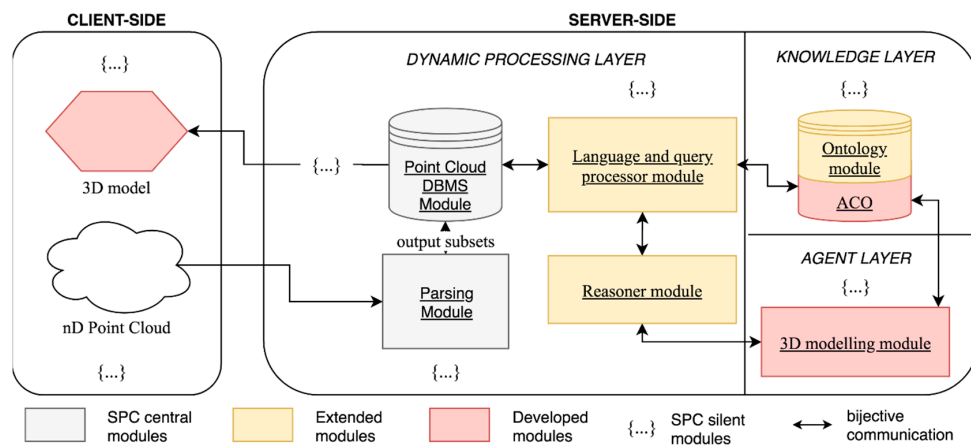 CLIENT-SIDE
SERVER-SIDE
{...}
3D model
nD Point Cloud
{...}
DYNAMIC PROCESSING LAYER
{...}
{...}
Point Cloud
DBMS
Module
output subsets
Parsing
Module
{...}
Language and query
processor module
Reasoner module
KNOWLEDGE LAYER
{...}
Ontology
module
ACO
AGENT LAYER
{...}
3D modelling module
SPC central
modules
Extended
modules
Developed
modules
{...}
SPC silent
modules
bijective
communication